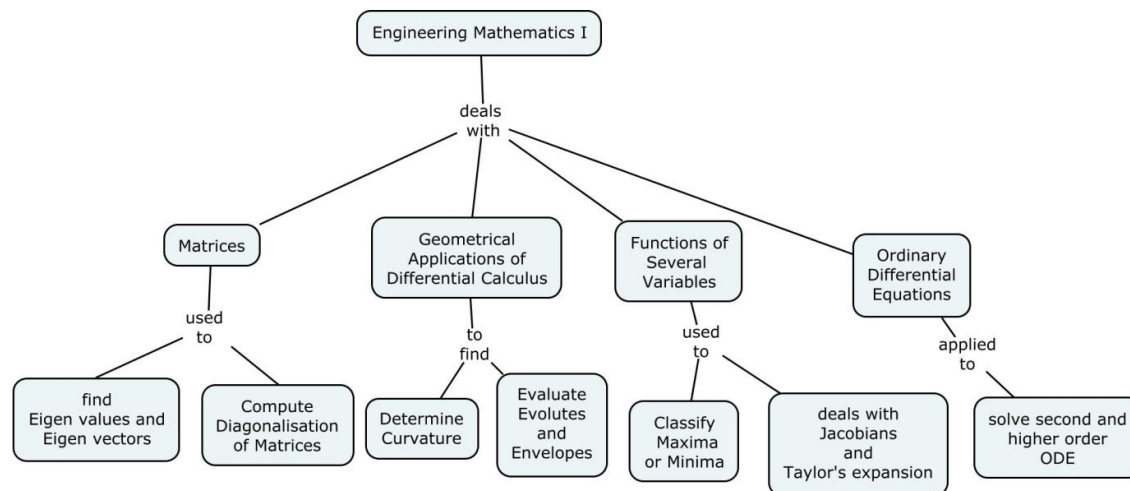 Engineering Mathematics I
deals
with
Matrices
Geometrical
Applications of
Differential Calculus
Functions of
Several
Variables
Ordinary
Differential
Equations
used
to
to
find
used
to
applied
to
find
Eigen values and
Eigen vectors
Compute
Diagonalisation
of Matrices
Determine
Curvature
Evaluate
Evolutes
and
Envelopes
Classify
Maxima
or Minima
deals with
Jacobians
and
Taylor's expansion
solve second and
higher order
ODE